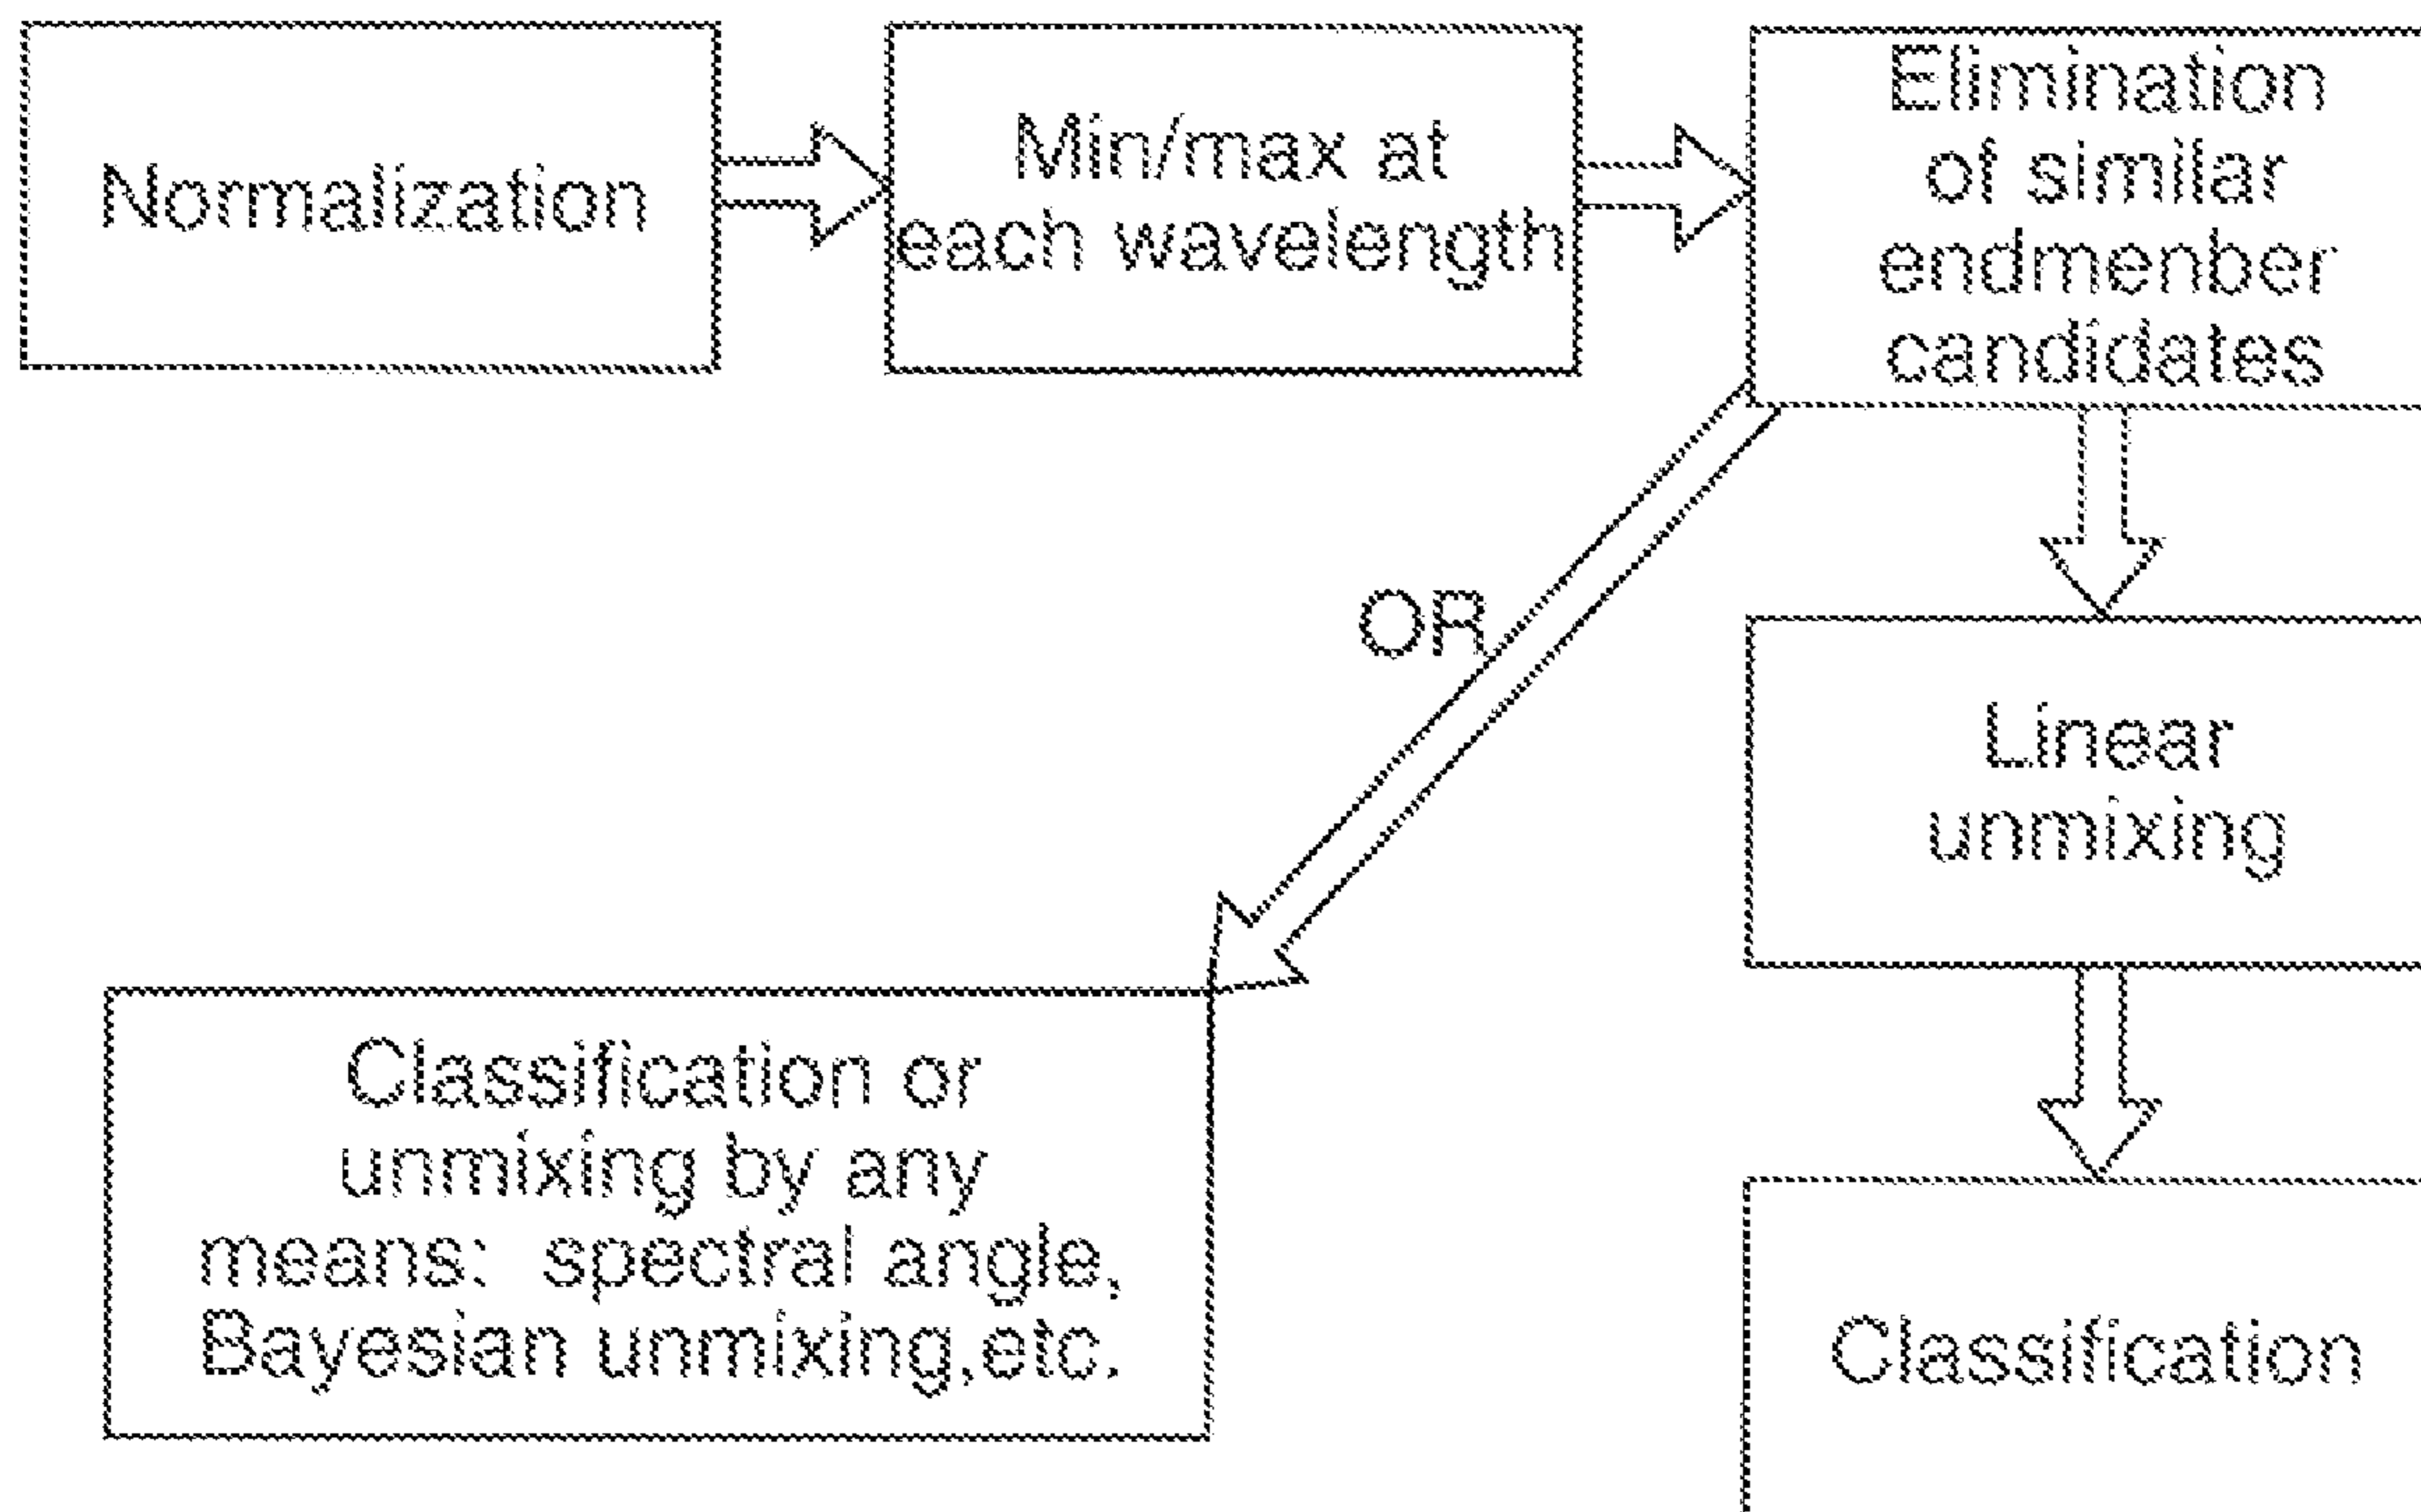 Normalization
Min/max at
each wavelength
Elimination
of similar
endmenber
candidates
OR
Linear
unmixing
Classification or
unmixing by any
means: spectral angle,
Bayesian unmixing,etc.
Classification